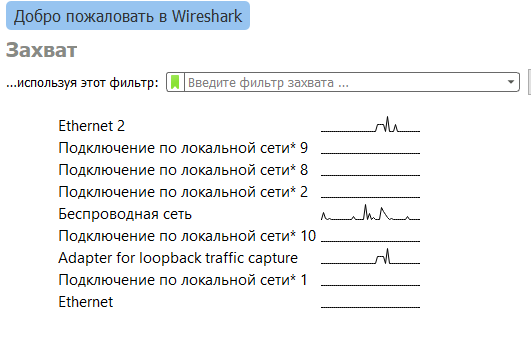 Добро пожаловать в Wireshark
Захват
...используя этот фильтр: Введите фильтр захвата ...
Ethernet 2
Подключение по локальной сети* 9
Подключение по локальной сети* 8
Подключение по локальной сети* 2
Беспроводная сеть
Подключение по локальной сети* 10
Adapter for loopback traffic capture
Подключение по локальной сети* 1
Ethernet